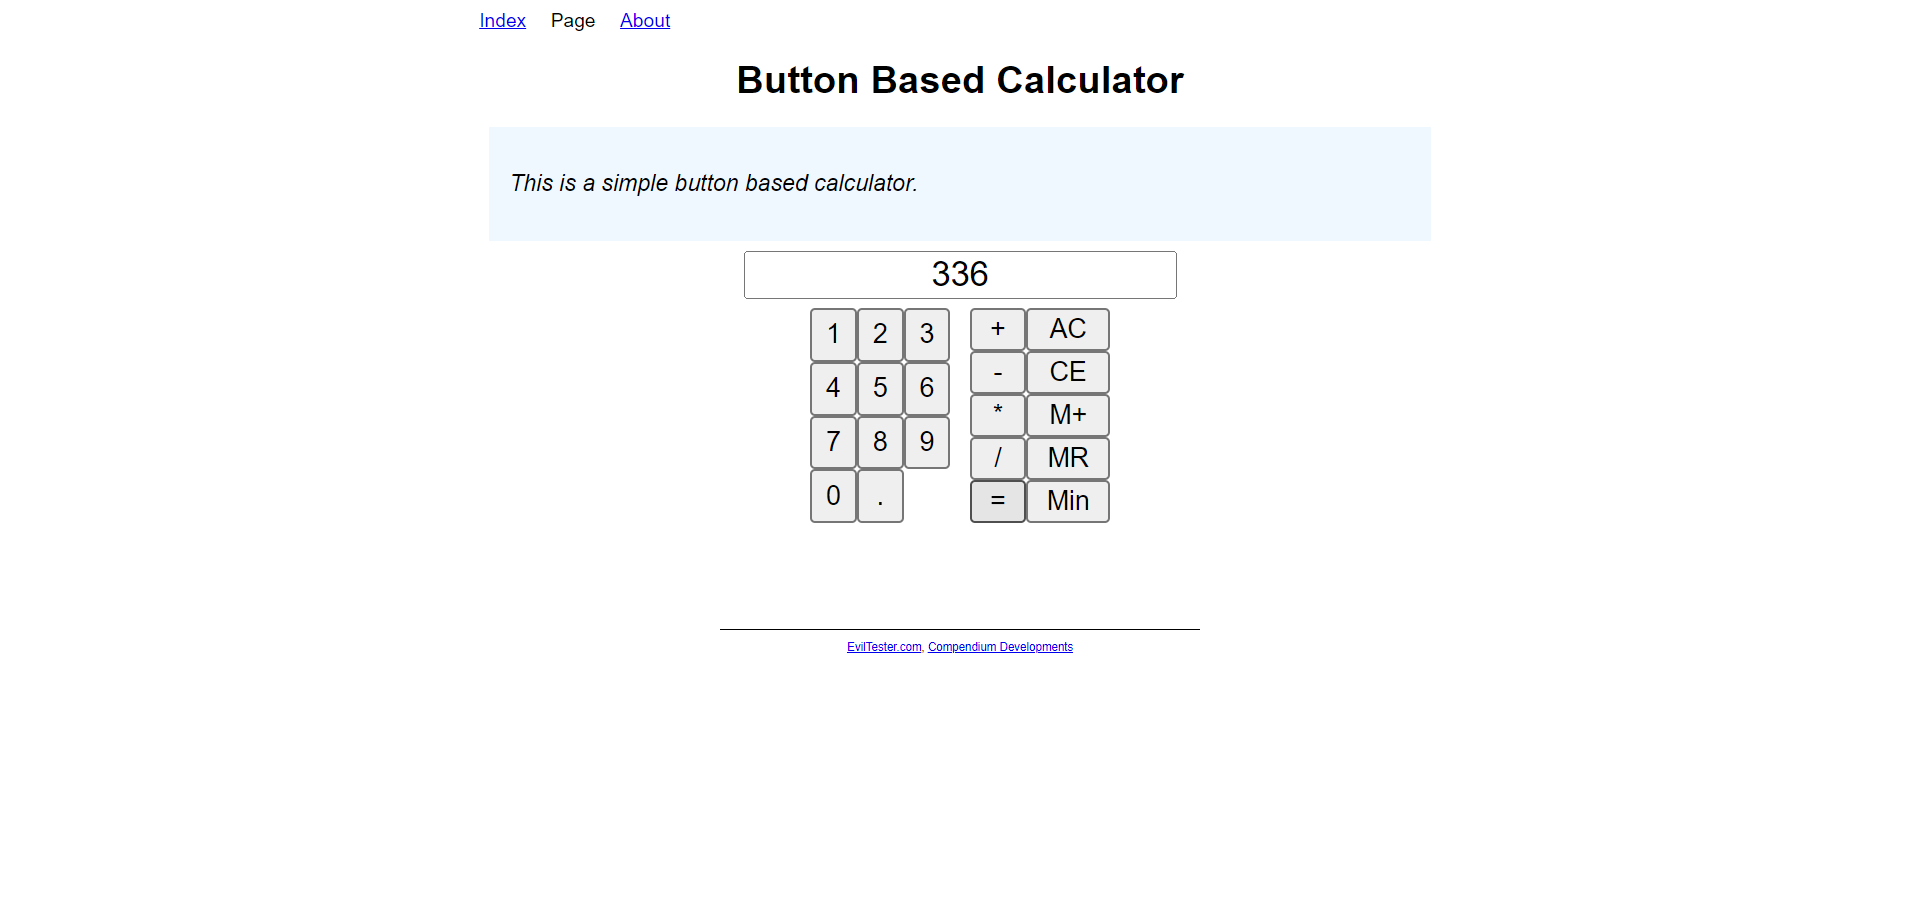 Index Page About
Button Based Calculator
This is a simple button based calculator.
336
1 2 3 + AC
4 5 6 - CE
7 8 9 * M+
0 . / MR
= Min
EvilTester.com, Compendium Developments